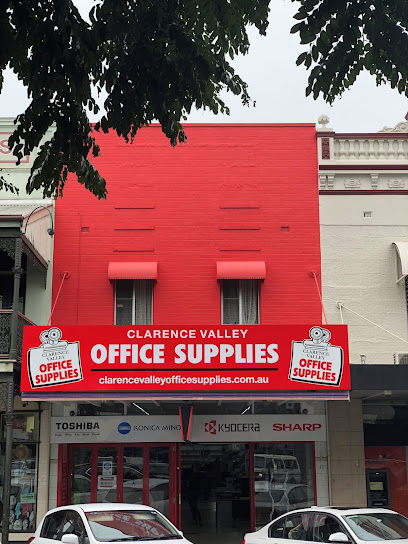 CLARENCE VALLEY
OFFICE SUPPLIES
clarencevalleyofficesupplies.com.au
CLARENCE VALLEY
OFFICE
SUPPLIES
CLARENCE VALLEY
OFFICE
SUPPLIES
TOSHIBA
KONICA MINO
KYOCERA
SHARP